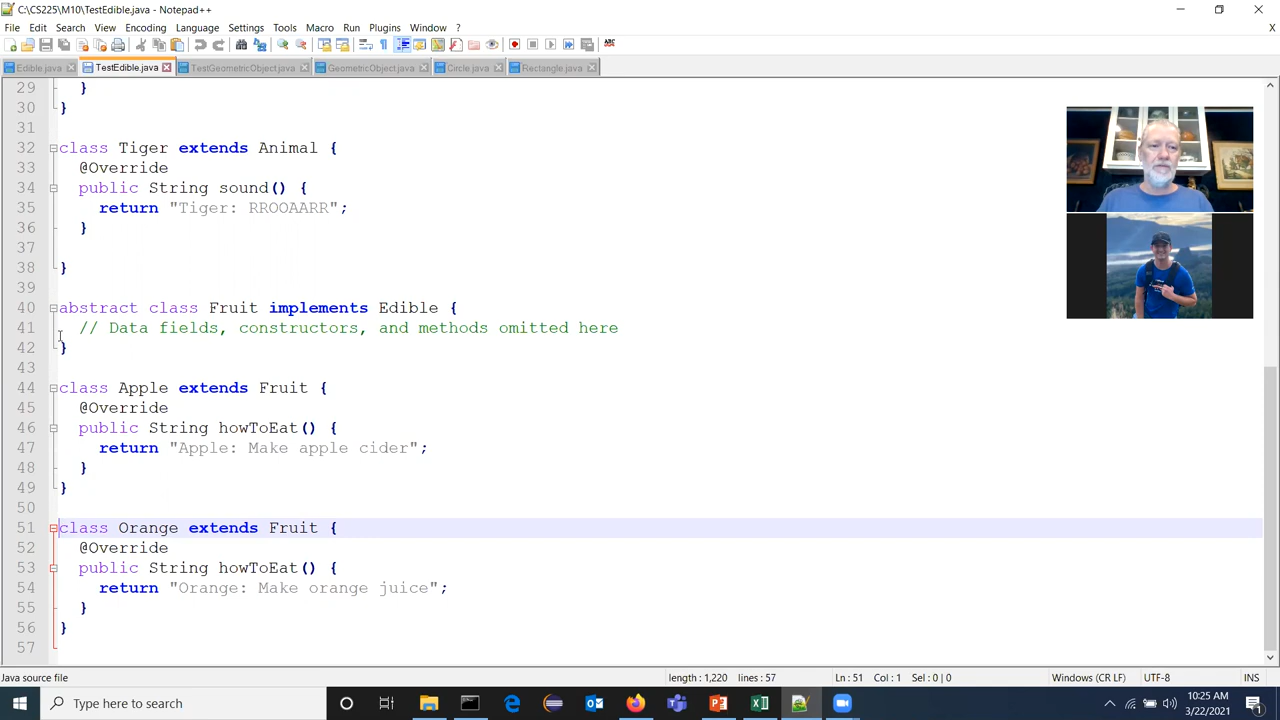 C:\CS225\M10\TestEdible.java - Notepad++
File Edit Search View Encoding Language Settings Tools Macro Run Plugins Window ?
X
Edible.java TestEdible.java TestGeometricObject.java GeometricObject.java Circle.java Rectangle.java
29 }
30 }
31
32 class Tiger extends Animal {
33 @Override
34 public String sound() {
35 return "Tiger: RROOAARR";
36 }
37
38 }
39
40 abstract class Fruit implements Edible {
41 // Data fields, constructors, and methods omitted here
42 }
43
44 class Apple extends Fruit {
45 @Override
46 public String howToEat() {
47 return "Apple: Make apple cider";
48 }
49 }
50
51 class Orange extends Fruit {
52 @Override
53 public String howToEat() {
54 return "Orange: Make orange juice";
55 }
56 }
57
Java source file length : 1,220 lines : 57 Ln : 51 Col : 1 Sel : 0 | 0 Windows (CR LF) UTF-8 INS
Type here to search
10:25 AM
3/22/2021